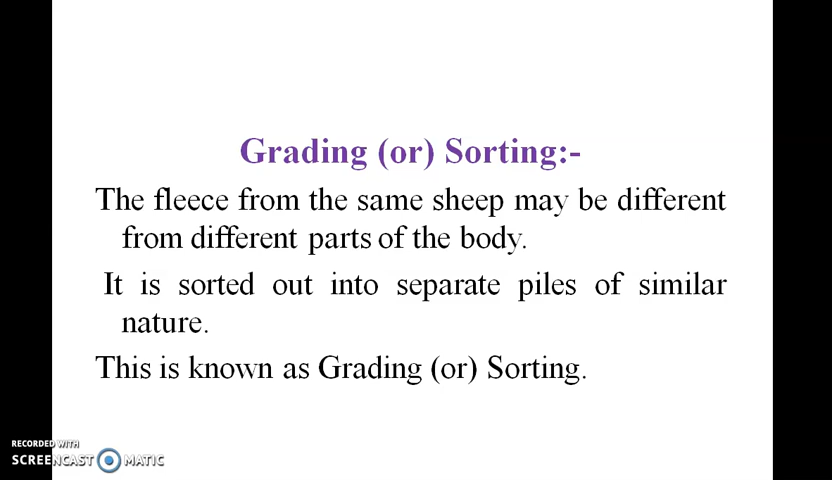 Grading (or) Sorting:-
The fleece from the same sheep may be different
from different parts of the body.
It is sorted out into separate piles of similar
nature.
This is known as Grading (or) Sorting.
RECORDED WITH
SCREENCAST MATIC